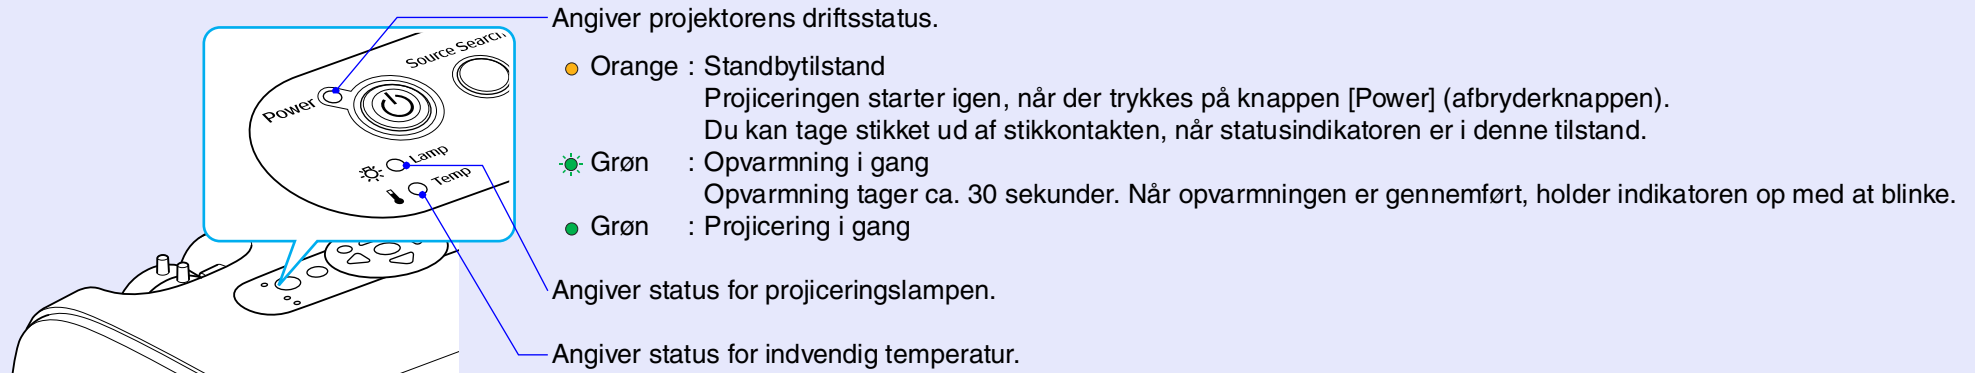 Angiver projektorens driftsstatus.
Source Search
Orange : Standbytilstand
Projiceringen starter igen, når der trykkes på knappen [Power] (afbryderknappen).
Power
Du kan tage stikket ud af stikkontakten, når statusindikatoren er i denne tilstand.
Lamp
Grøn : Opvarmning i gang
Temp
Opvarmning tager ca. 30 sekunder. Når opvarmningen er gennemført, holder indikatoren op med at blinke.
Grøn : Projicering i gang
Angiver status for projiceringslampen.
Angiver status for indvendig temperatur.